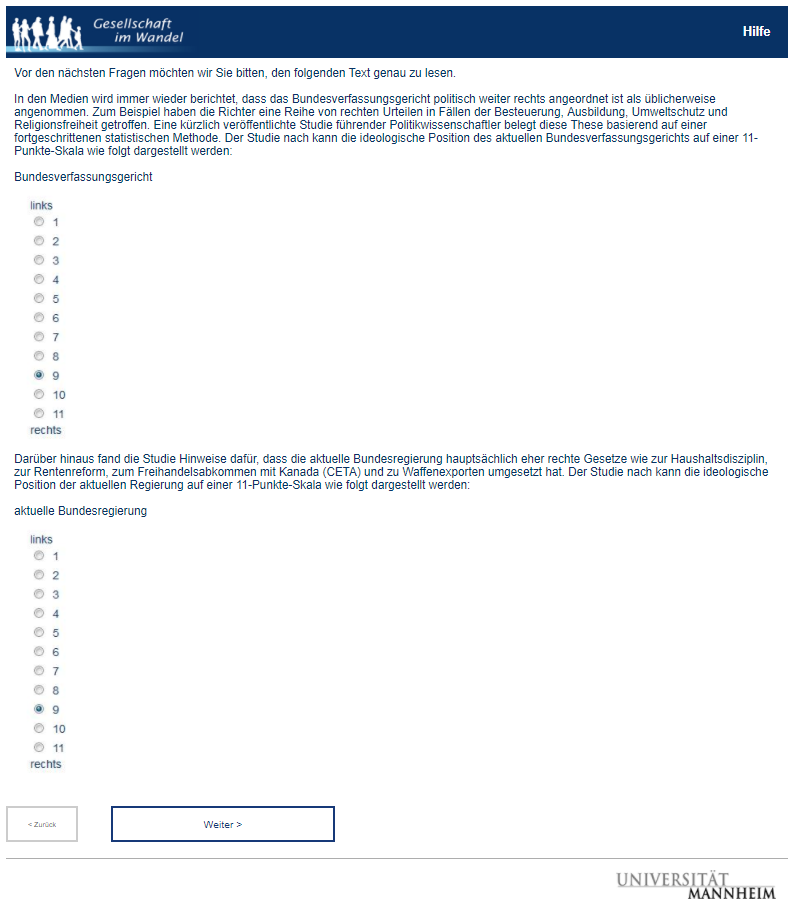 Gesellschaft
im Wandel
Hilfe
Vor den nächsten Fragen möchten wir Sie bitten, den folgenden Text genau zu lesen.
In den Medien wird immer wieder berichtet, dass das Bundesverfassungsgericht politisch weiter rechts angeordnet ist als üblicherweise
angenommen. Zum Beispiel haben die Richter eine Reihe von rechten Urteilen in Fällen der Besteuerung, Ausbildung, Umweltschutz und
Religionsfreiheit getroffen. Eine kürzlich veröffentlichte Studie führender Politikwissenschaftler belegt diese These basierend auf einer
fortgeschrittenen statistischen Methode. Der Studie nach kann die ideologische Position des aktuellen Bundesverfassungsgerichts auf einer 11-
Punkte-Skala wie folgt dargestellt werden:
Bundesverfassungsgericht
links
1
2
3
4
5
6
7
8
9
10
11
rechts
Darüber hinaus fand die Studie Hinweise dafür, dass die aktuelle Bundesregierung hauptsächlich eher rechte Gesetze wie zur Haushaltsdisziplin,
zur Rentenreform, zum Freihandelsabkommen mit Kanada (CETA) und zu Waffenexporten umgesetzt hat. Der Studie nach kann die ideologische
Position der aktuellen Regierung auf einer 11-Punkte-Skala wie folgt dargestellt werden:
aktuelle Bundesregierung
links
1
2
3
4
5
6
7
8
9
10
11
rechts
< Zurück
Weiter >
UNIVERSITÄT
MANNHEIM